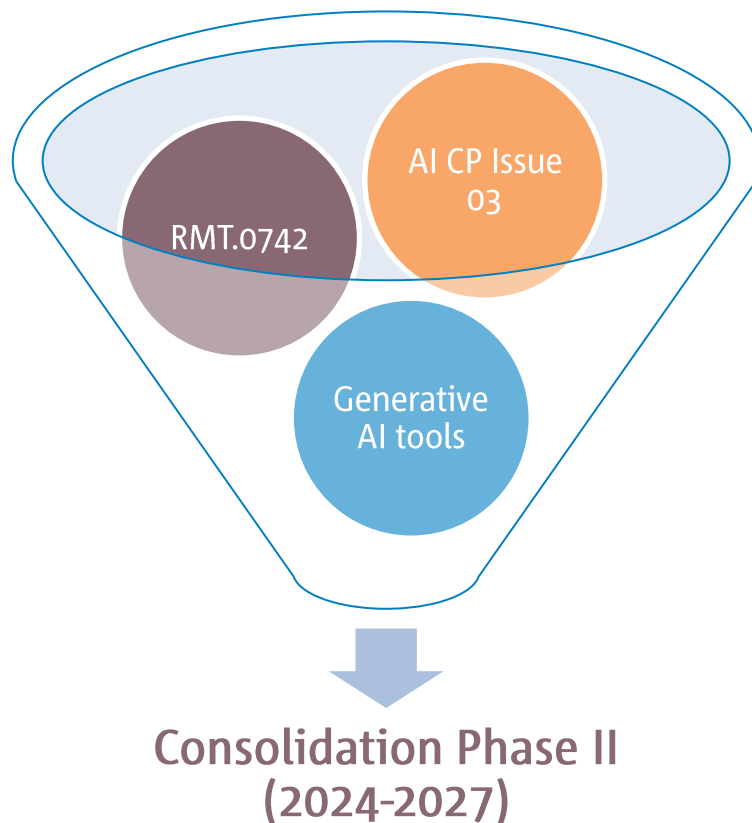 AI CP Issue
03
RMT.0742
Generative
AI tools
Consolidation Phase II
(2024-2027)